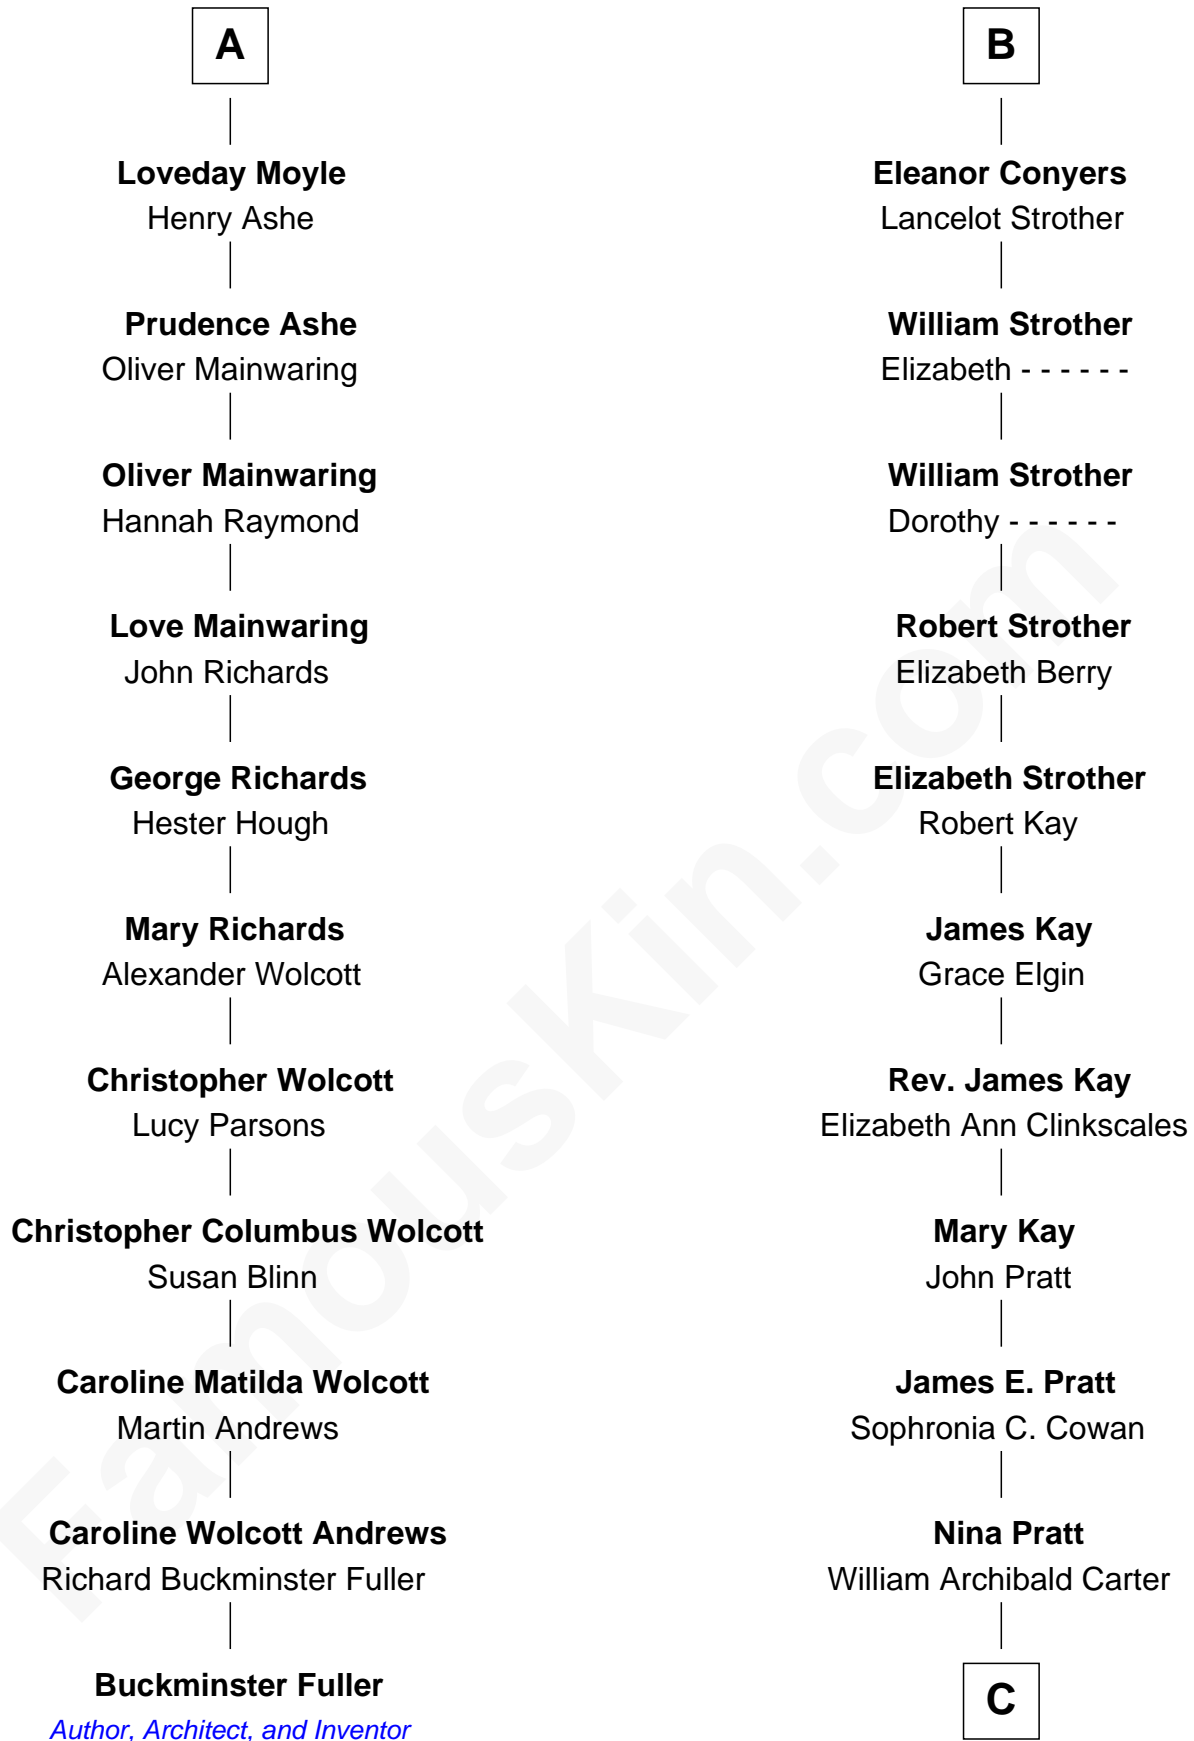 A
Loveday Moyle
Henry Ashe
Prudence Ashe
Oliver Mainwaring
Oliver Mainwaring
Hannah Raymond
Love Mainwaring
John Richards
George Richards
Hester Hough
Mary Richards
Alexander Wolcott
Christopher Wolcott
Lucy Parsons
Christopher Columbus Wolcott
Susan Blinn
Caroline Matilda Wolcott
Martin Andrews
Caroline Wolcott Andrews
Richard Buckminster Fuller
Buckminster Fuller
Author, Architect, and Inventor
B
Eleanor Conyers
Lancelot Strother
William Strother
Elizabeth - - - - - -
William Strother
Dorothy - - - - - -
Robert Strother
Elizabeth Berry
Elizabeth Strother
Robert Kay
James Kay
Grace Elgin
Rev. James Kay
Elizabeth Ann Clinkscales
Mary Kay
John Pratt
James E. Pratt
Sophronia C. Cowan
Nina Pratt
William Archibald Carter
C
FamousKin.com